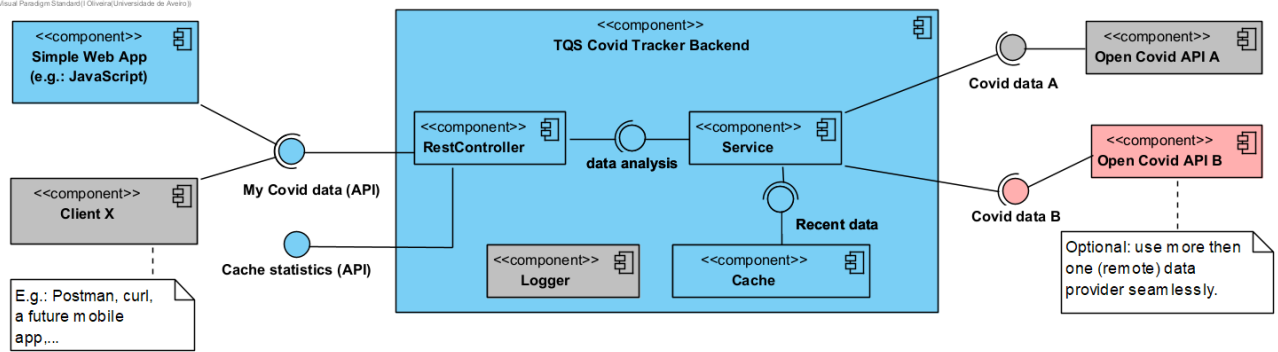 Visual Paradigm Standard(I Oliveira(Universidade de Aveiro))
<<component>>
Simple Web App
(e.g.: JavaScript)
<<component>>
Client X
E.g.: Postman, curl,
a future mobile
app,...
My Covid data (API)
Cache statistics (API)
<<component>>
TQS Covid Tracker Backend
<<component>>
RestController
data analysis
<<component>>
Service
Recent data
<<component>>
Logger
<<component>>
Cache
Covid data A
<<component>>
Open Covid API A
Covid data B
<<component>>
Open Covid API B
Optional: use more then
one (remote) data
provider seamlessly.